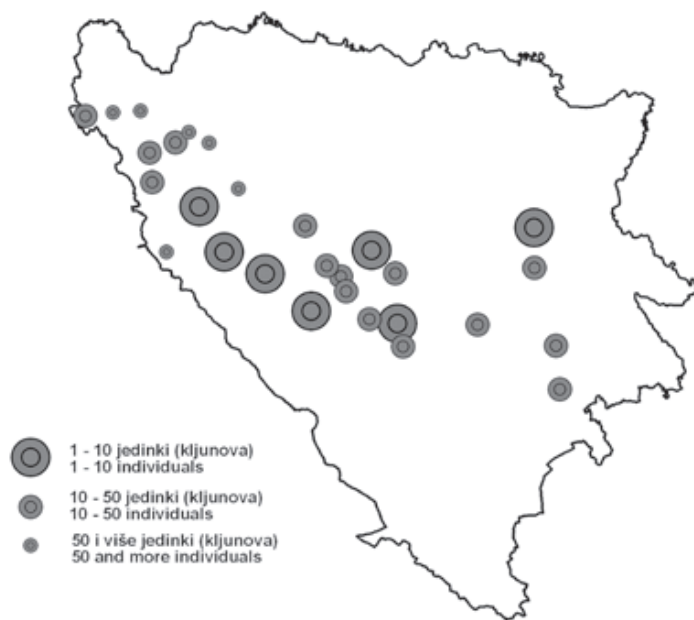 1 - 10 jedinki (kljunova)
1 - 10 individuals
10 - 50 jedinki (kljunova)
10 - 50 individuals
50 i više jedinki (kljunova)
50 and more individuals